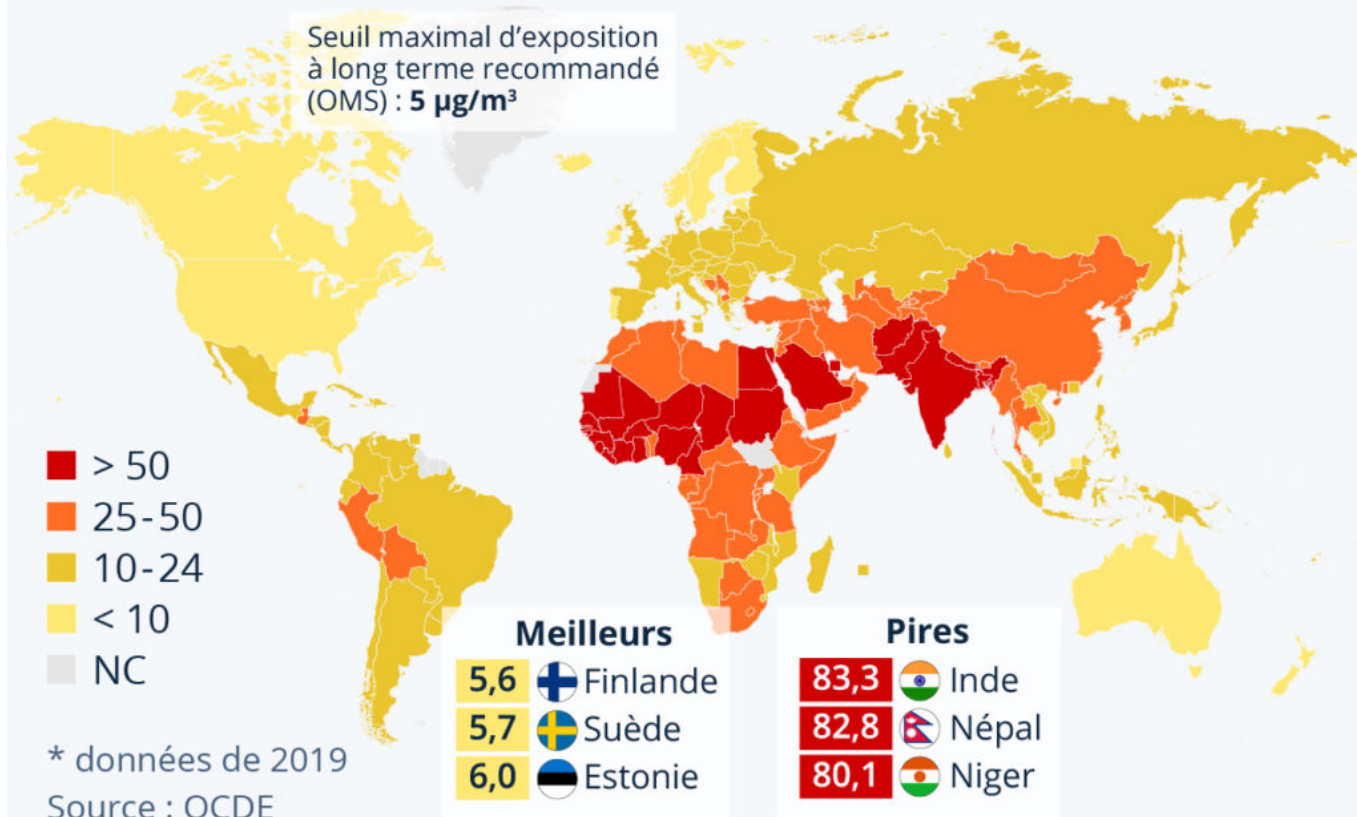 Seuil maximal d’exposition
à long terme recommandé
(OMS) : 5 µg/m³
> 50
25-50
10-24
< 10
NC
* données de 2019
Source : OCDE
Meilleurs
5,6 Finlande
5,7 Suède
6,0 Estonie
Pires
83,3 Inde
82,8 Népal
80,1 Niger